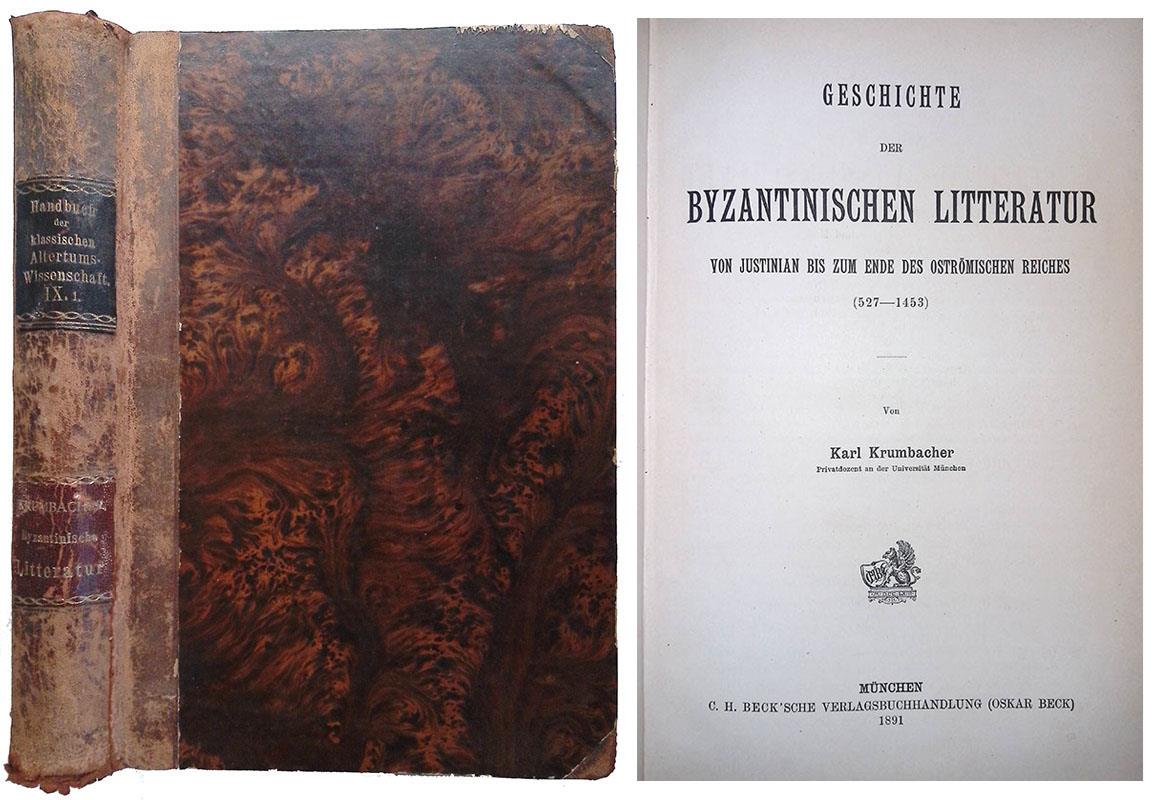 Handbuch
der
klassischen
Altertums-
Wissenschaft.
IX. 1.
KRUMBACHER,
Byzantinische
Litteratur
GESCHICHTE
DER
BYZANTINISCHEN LITTERATUR
VON JUSTINIAN BIS ZUM ENDE DES OSTRÖMISCHEN REICHES
(527—1453)
Von
Karl Krumbacher
Privatdozent an der Universität München
MÜNCHEN
C. H. BECK'SCHE VERLAGSBUCHHANDLUNG (OSKAR BECK)
1891